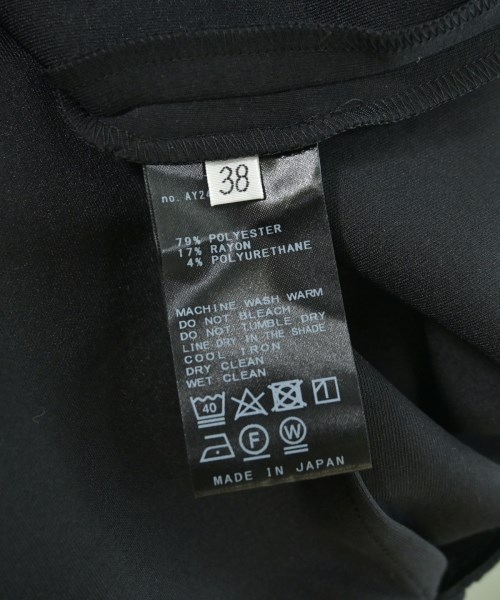 38
no. AY24
79% POLYESTER
17% RAYON
4% POLYURETHANE
MACHINE WASH WARM
DO NOT BLEACH
DO NOT TUMBLE DRY
LINE DRY IN THE SHADE
COOL IRON
DRY CLEAN
WET CLEAN
40
F W
MADE IN JAPAN